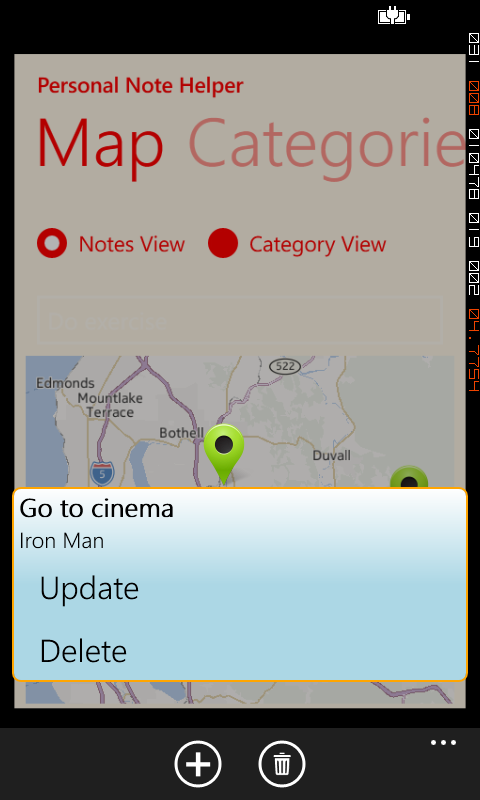 Personal Note Helper
Map Categorie
Notes View Category View
522
Edmonds
Mountlake
Terrace
Bothell
Duvall
5
Go to cinema
Iron Man
Update
Delete